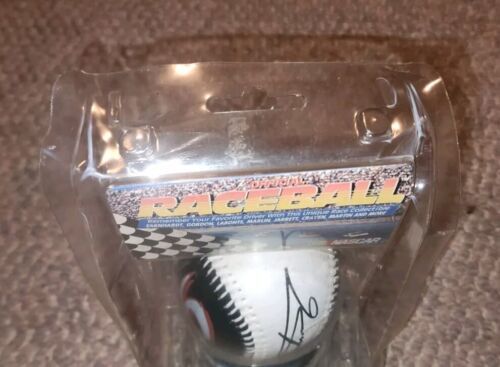 OFFICIAL
RACEBALL
Remember Your Favorite Driver With This Unique Race Collectible
EARNHARDT, GORDON, LABONTE, MARLIN, JARRETT, CRAVEN, MARTIN AND MORE
NASCAR